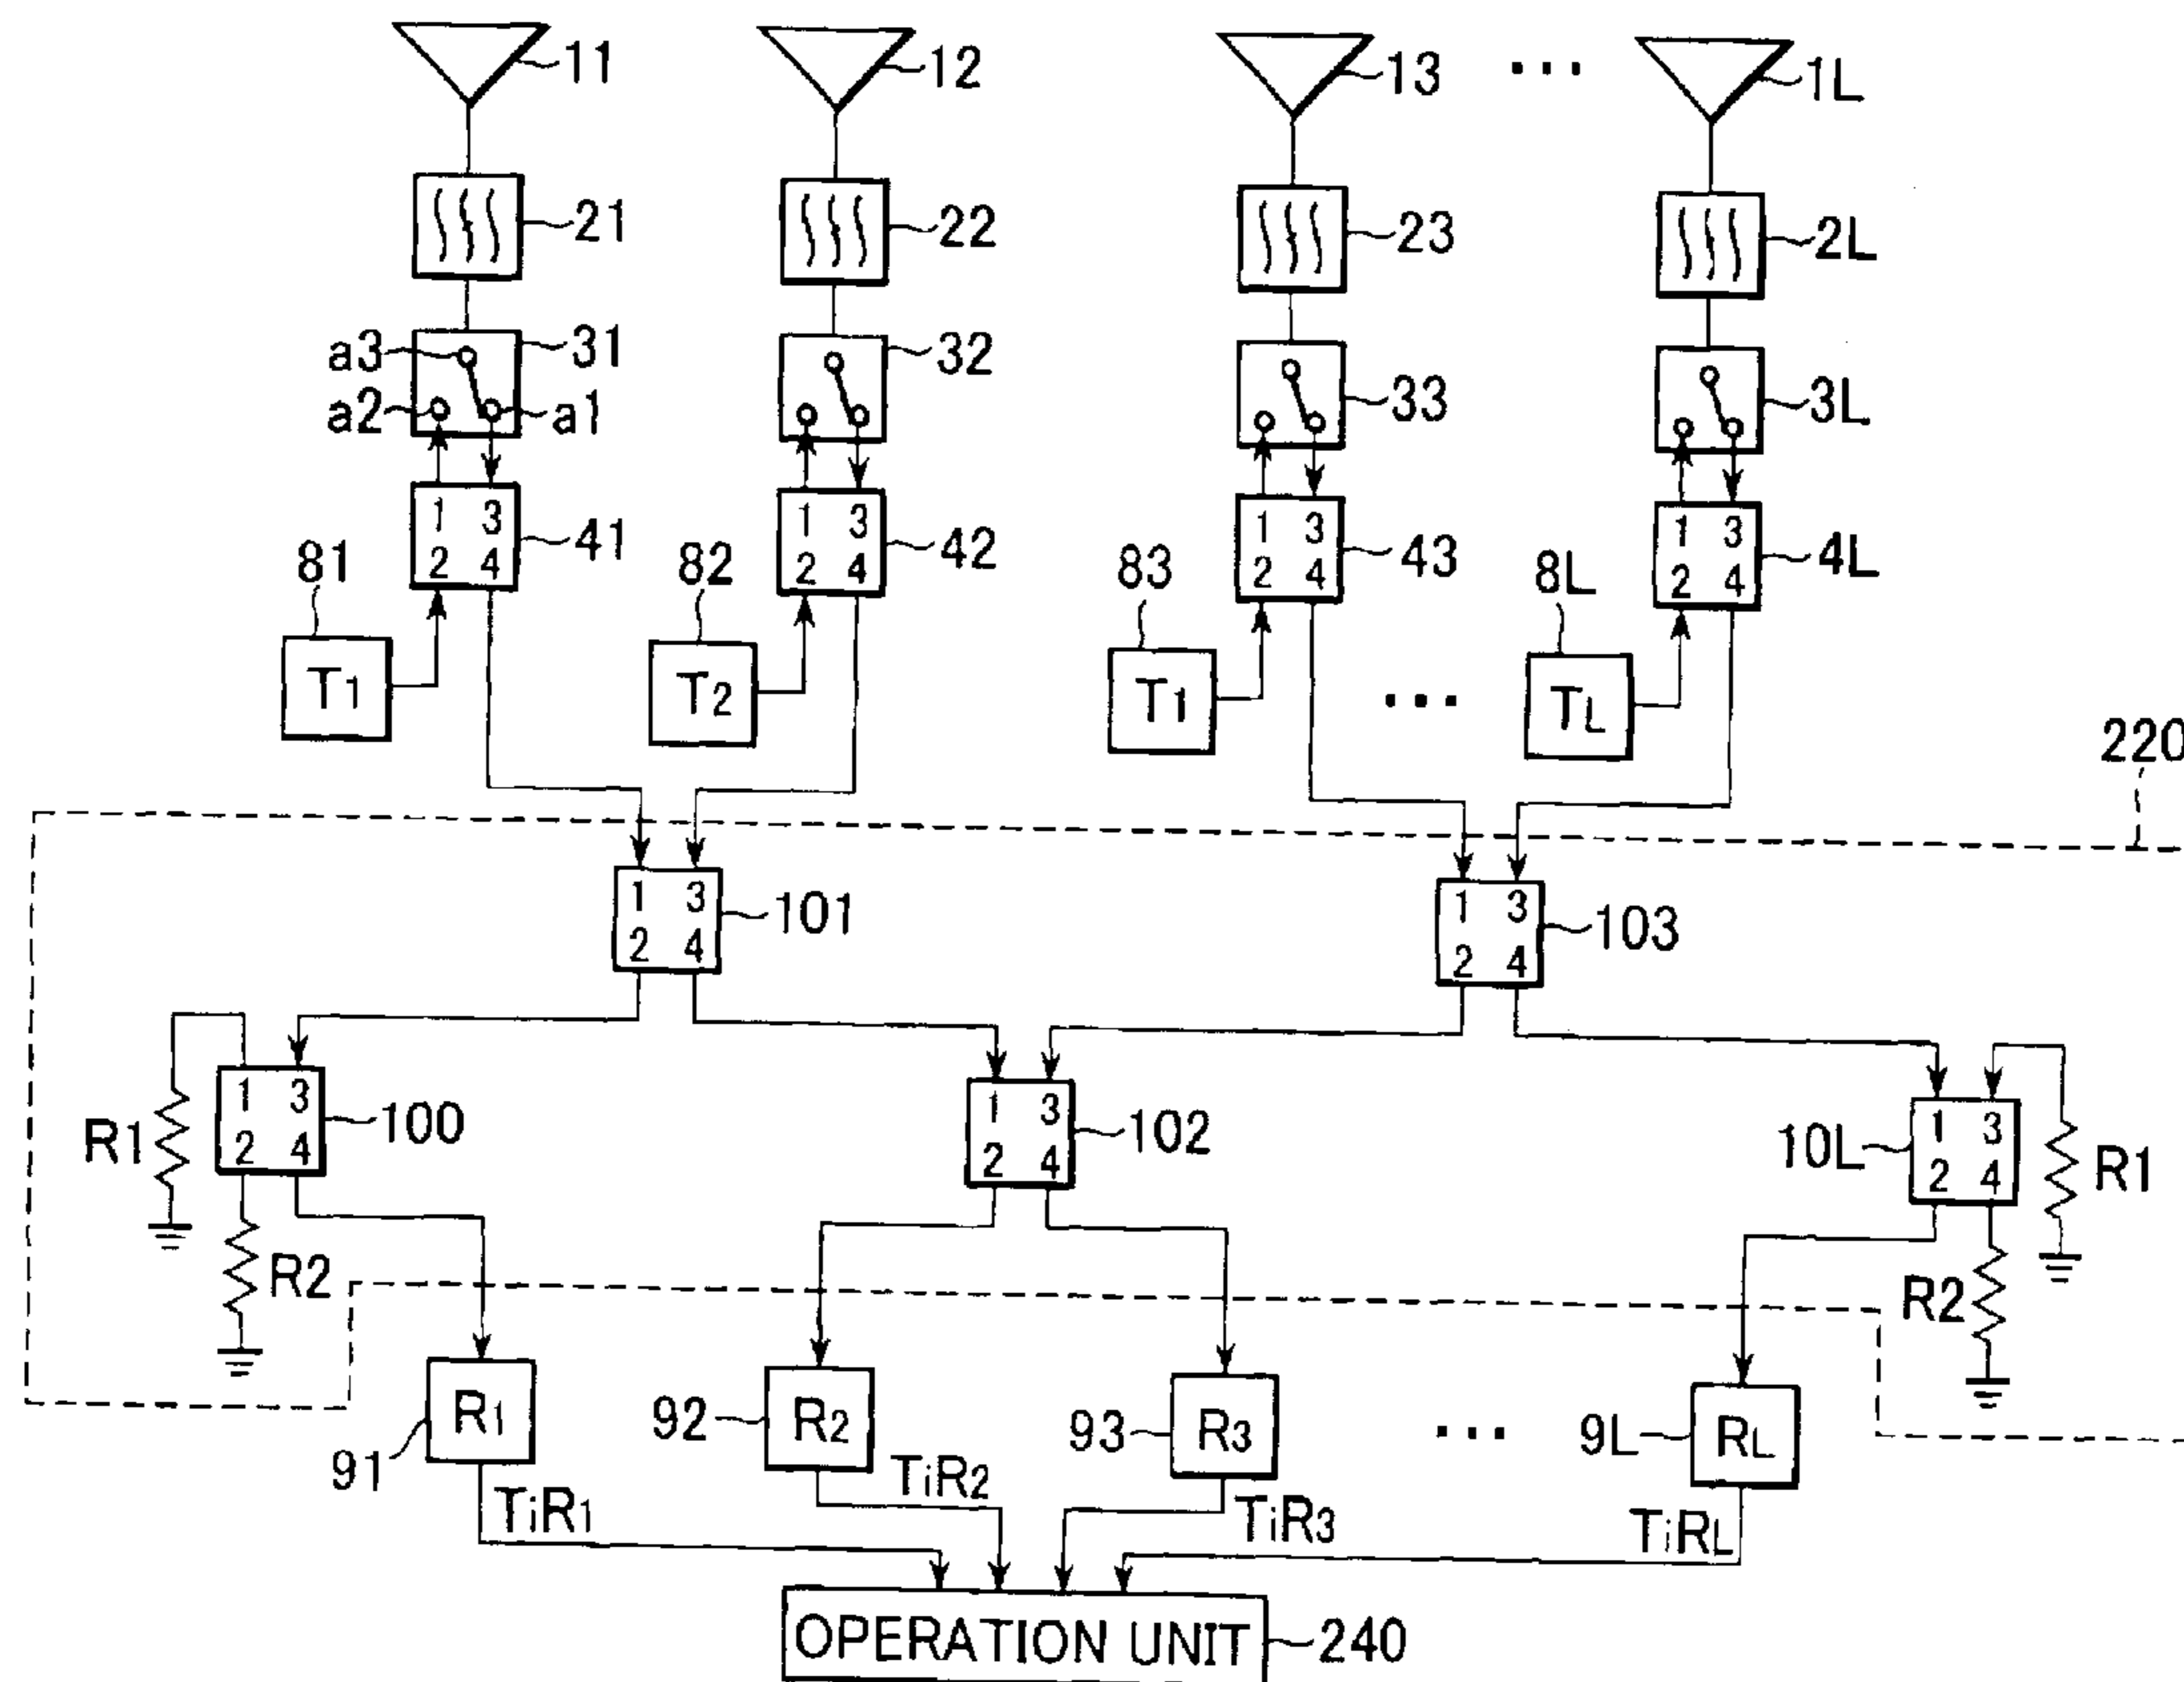 11 12 13 ... 1L
21 22 23 2L
a3 31 32 33 3L
a2 a1
1 3 1 3 1 3 1 3
41 42 43 4L
2 4 2 4 2 4 2 4
81 82 83 8L
T1 T2 T1 ... TL
220
1 3 1 3
101 103
2 4 2 4
1 3 1 3 1 3
R1 100 102 10L R1
2 4 2 4 2 4
R2 R2
R1 R2 R3 ... RL
91 92 93 9L
TiR1 TiR2 TiR3 TiRL
OPERATION UNIT 240